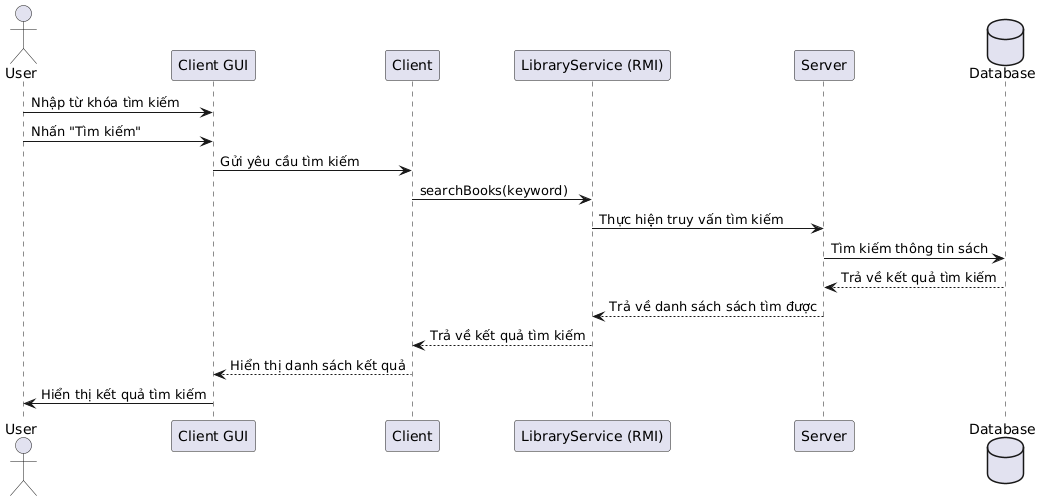 User
Client GUI
Client
LibraryService (RMI)
Server
Database
Nhập từ khóa tìm kiếm
Nhấn "Tìm kiếm"
Gửi yêu cầu tìm kiếm
searchBooks(keyword)
Thực hiện truy vấn tìm kiếm
Tìm kiếm thông tin sách
Trả về kết quả tìm kiếm
Trả về danh sách sách tìm được
Trả về kết quả tìm kiếm
Hiển thị danh sách kết quả
Hiển thị kết quả tìm kiếm
User
Client GUI
Client
LibraryService (RMI)
Server
Database